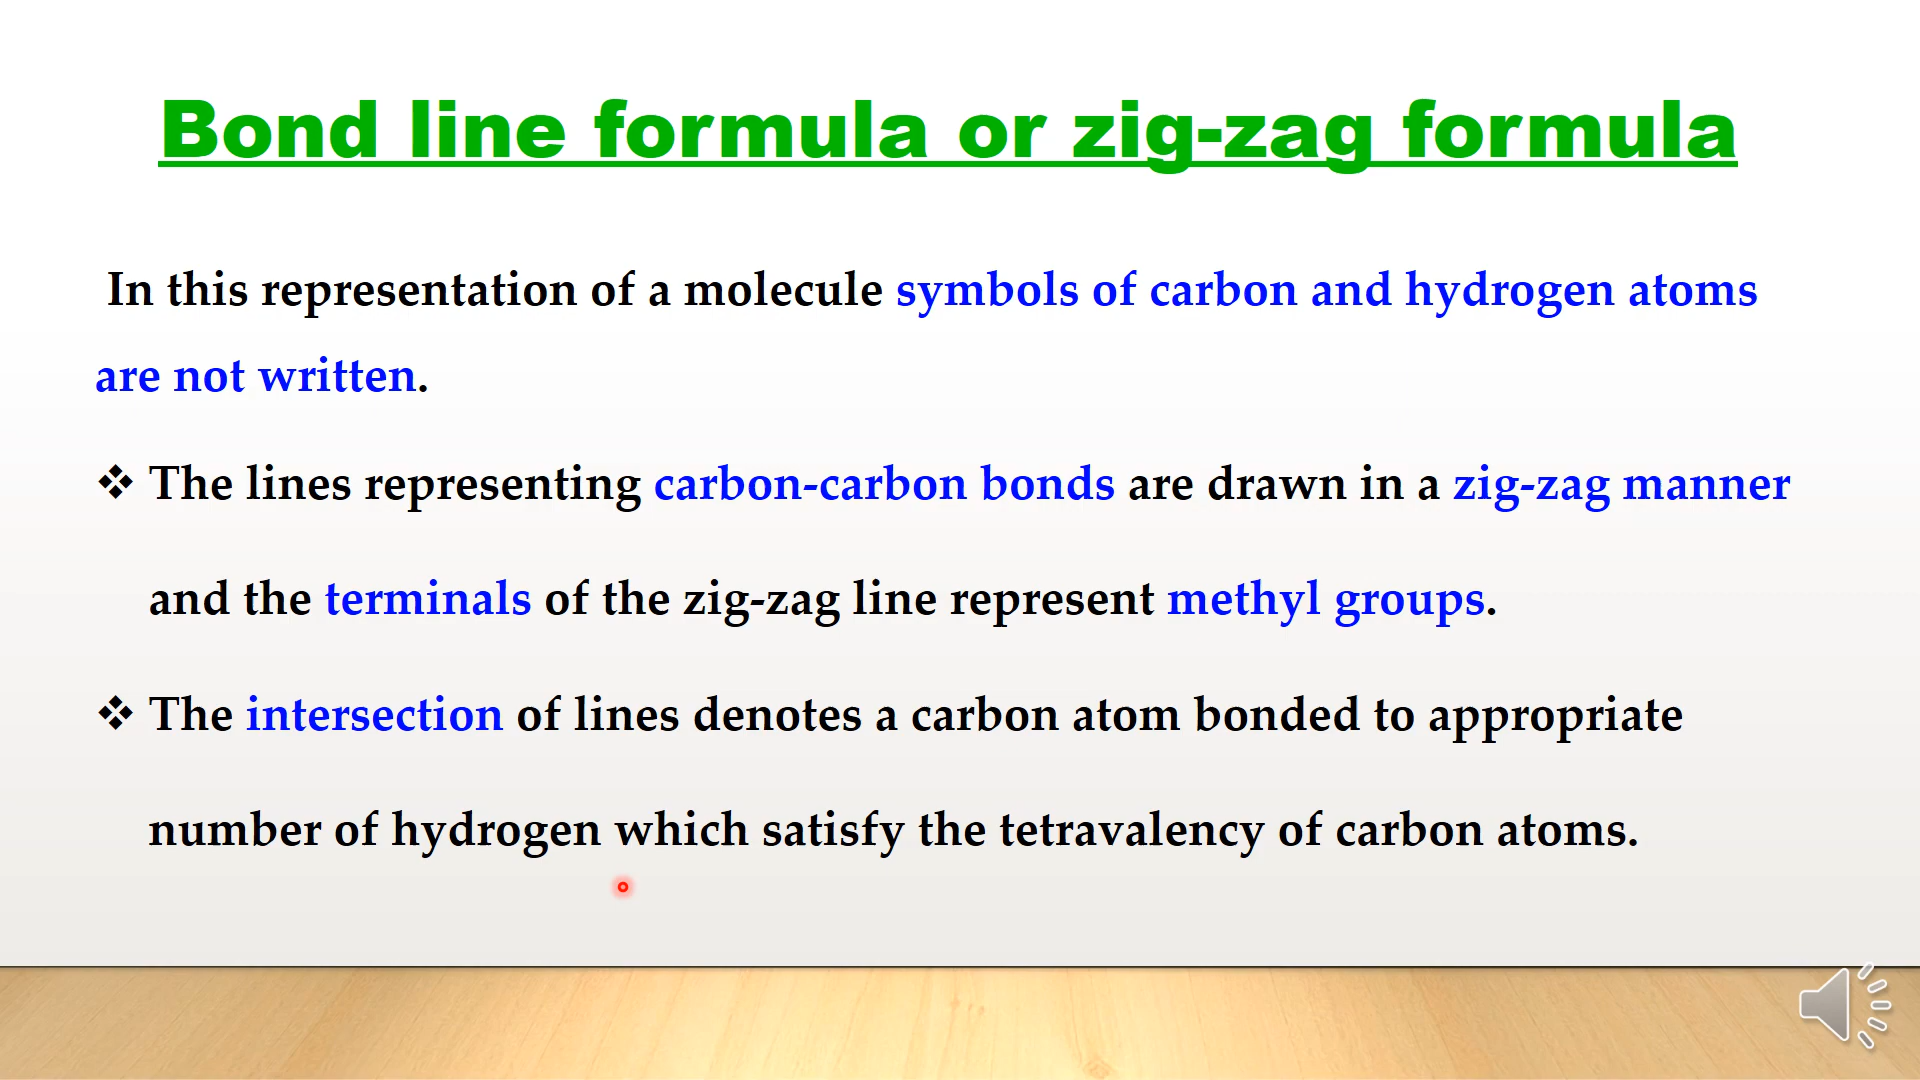 Bond line formula or zig-zag formula
In this representation of a molecule symbols of carbon and hydrogen atoms
are not written.
❖ The lines representing carbon-carbon bonds are drawn in a zig-zag manner
and the terminals of the zig-zag line represent methyl groups.
❖ The intersection of lines denotes a carbon atom bonded to appropriate
number of hydrogen which satisfy the tetravalency of carbon atoms.